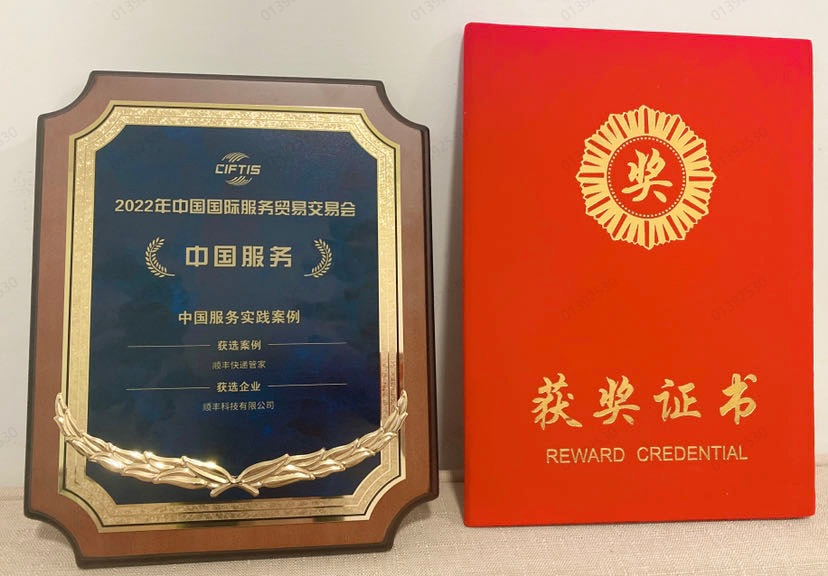 CIFTIS
2022年中国国际服务贸易交易会
中国服务
中国服务实践案例
获选案例
顺丰快递管家
获选企业
顺丰科技有限公司
奖
获奖证书
REWARD CREDENTIAL
01392530